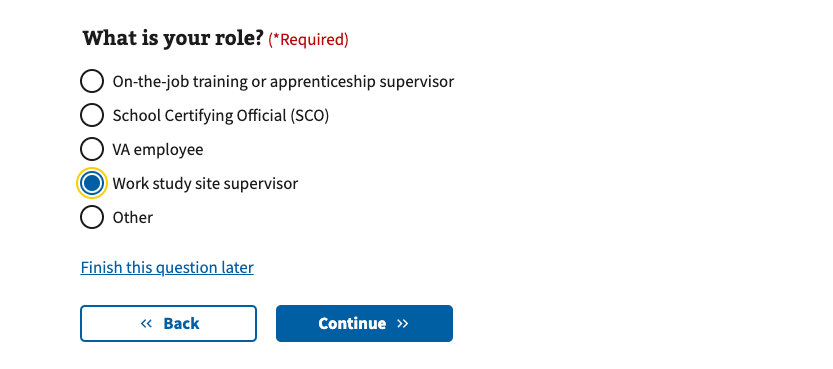 What is your role? (*Required)
On-the-job training or apprenticeship supervisor
School Certifying Official (SCO)
VA employee
Work study site supervisor
Other
Finish this question later
« Back
Continue »